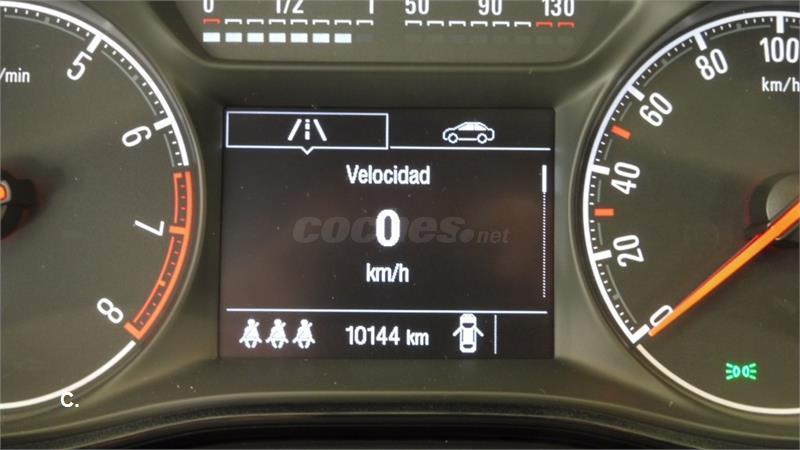 0 1/2 1 50 90 130
/min 5 6 7 8
Velocidad
0
coches.net
km/h
10144 km
0 20 40 60 80 100
km/h
C.